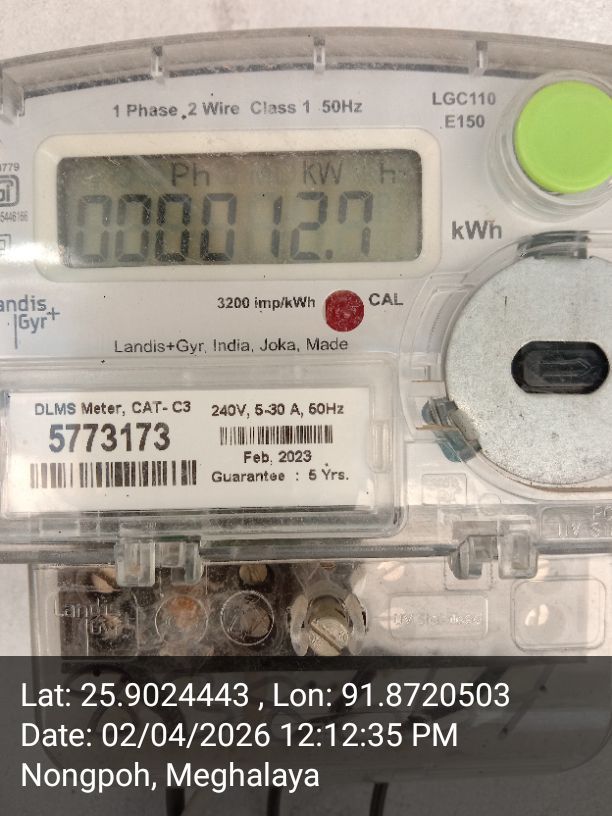 1 Phase 2 Wire Class 1 50Hz
LGC110
E150
Ph kW h
000012.7
kWh
3200 imp/kWh
CAL
Landis+Gyr, India, Joka, Made
DLMS Meter, CAT- C3
5773173
240V, 5-30 A, 50Hz
Feb, 2023
Guarantee : 5 Yrs.
Landis
Gyr
Lat: 25.9024443 , Lon: 91.8720503
Date: 02/04/2026 12:12:35 PM
Nongpoh, Meghalaya